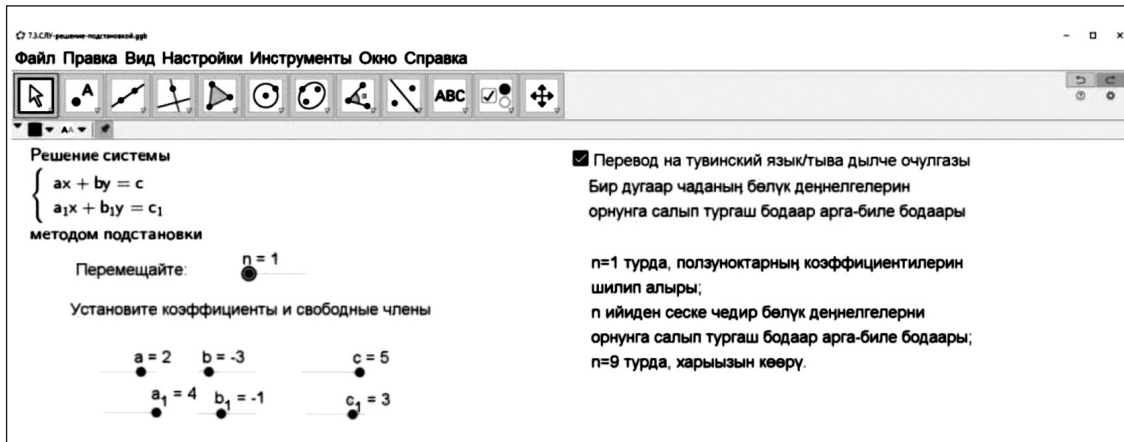 7.3.СЛУ-решение-подстановкой.ggb
Файл Правка Вид Настройки Инструменты Окно Справка
A
ABC
AA
Решение системы
ax + by = c
a₁x + b₁y = c₁
методом подстановки
Перемещайте:
n = 1
Установите коэффициенты и свободные члены
a = 2 b = -3 c = 5
a₁ = 4 b₁ = -1 c₁ = 3
Перевод на тувинский язык/тыва дылче очулгазы
Бир дугаар чаданың бөлүк деңнелгелерин
орнунга салып тургаш бодаар арга-биле бодаары
n=1 турда, ползуноктарның коэффициентилерин
шилип алыры;
n ийиден сеске чедир бөлүк деңнелгелерни
орнунга салып тургаш бодаар арга-биле бодаары;
n=9 турда, харыызын көөрү.